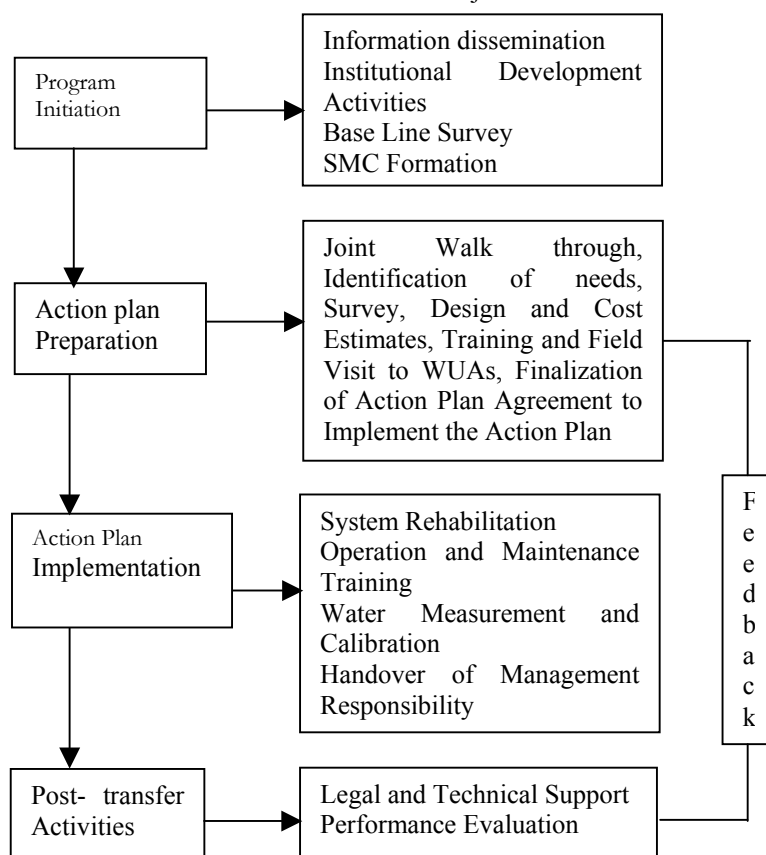 Program
Initiation
Information dissemination
Institutional Development
Activities
Base Line Survey
SMC Formation
Action plan
Preparation
Joint Walk through,
Identification of needs,
Survey, Design and Cost
Estimates, Training and Field
Visit to WUAs, Finalization
of Action Plan Agreement to
Implement the Action Plan
Action Plan
Implementation
System Rehabilitation
Operation and Maintenance
Training
Water Measurement and
Calibration
Handover of Management
Responsibility
Feedback
Post- transfer
Activities
Legal and Technical Support
Performance Evaluation